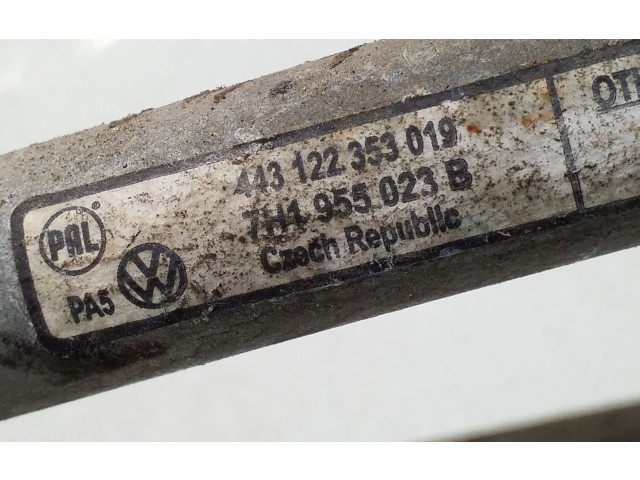 443 122 353 019
7H1 955 023 B
Czech Republic
PAL®
PA5
VW